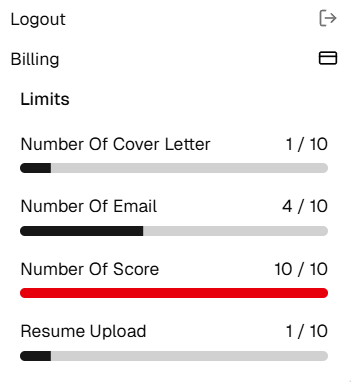 Logout
Billing
Limits
Number Of Cover Letter 1 / 10
Number Of Email 4 / 10
Number Of Score 10 / 10
Resume Upload 1 / 10